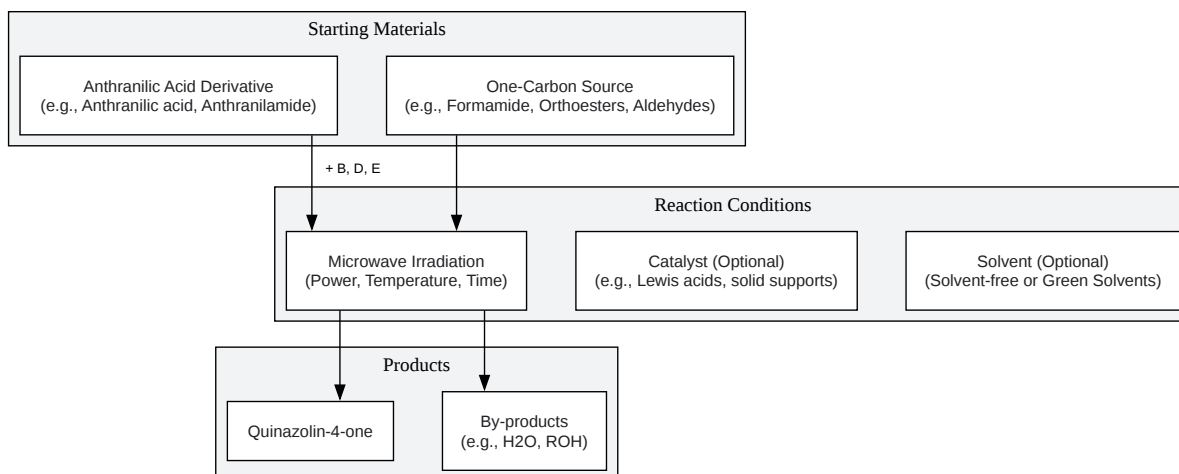 Starting Materials
Anthranilic Acid Derivative
(e.g., Anthranilic acid, Anthranilamide)
One-Carbon Source
(e.g., Formamide, Orthoesters, Aldehydes)
+ B, D, E
Reaction Conditions
Microwave Irradiation
(Power, Temperature, Time)
Catalyst (Optional)
(e.g., Lewis acids, solid supports)
Solvent (Optional)
(Solvent-free or Green Solvents)
Products
Quinazolin-4-one
By-products
(e.g., H2O, ROH)